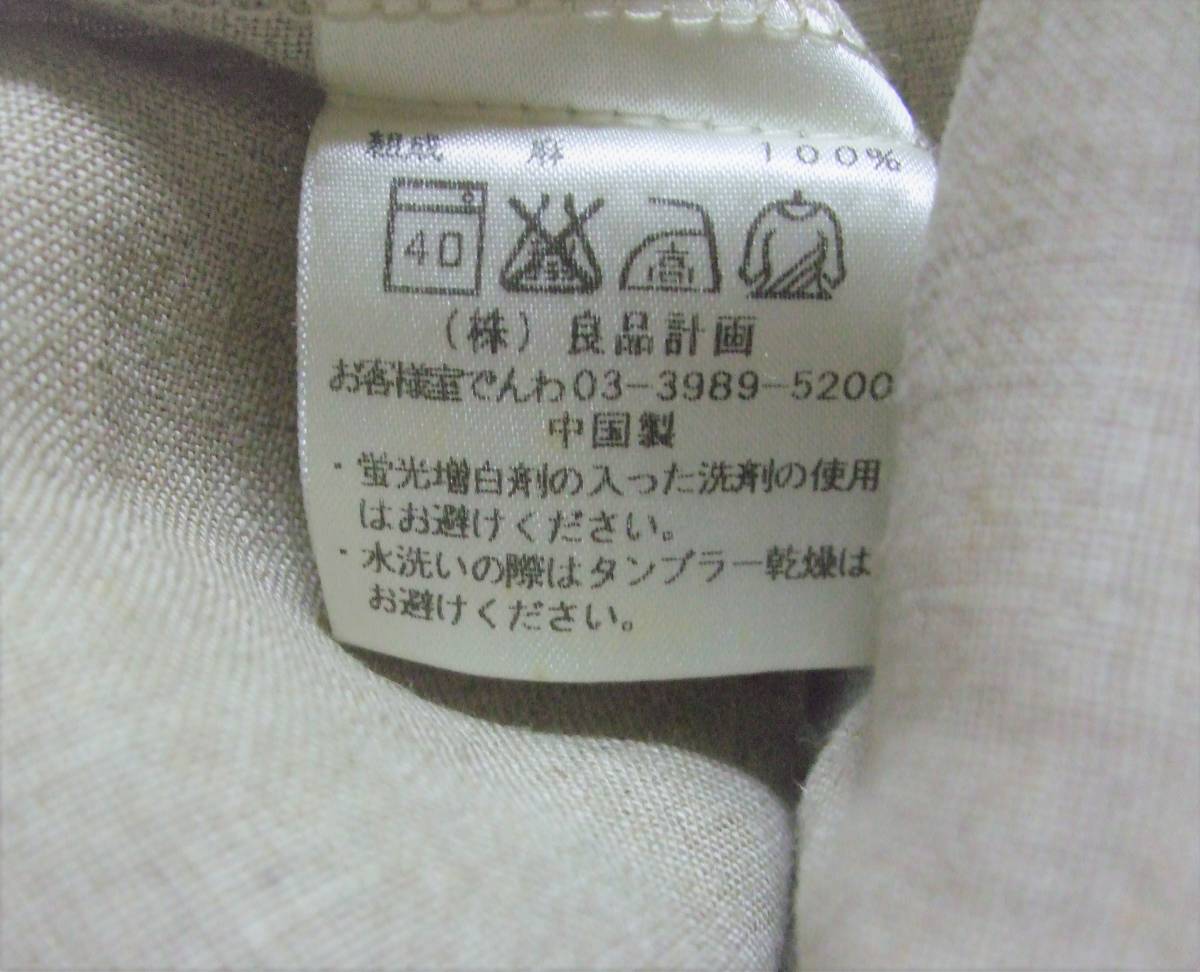 組成 麻 100%
40 高
(株) 良品計画
お客様室でんわ03-3989-5200
中国製
・蛍光増白剤の入った洗剤の使用
はお避けください。
・水洗いの際はタンブラー乾燥は
お避けください。